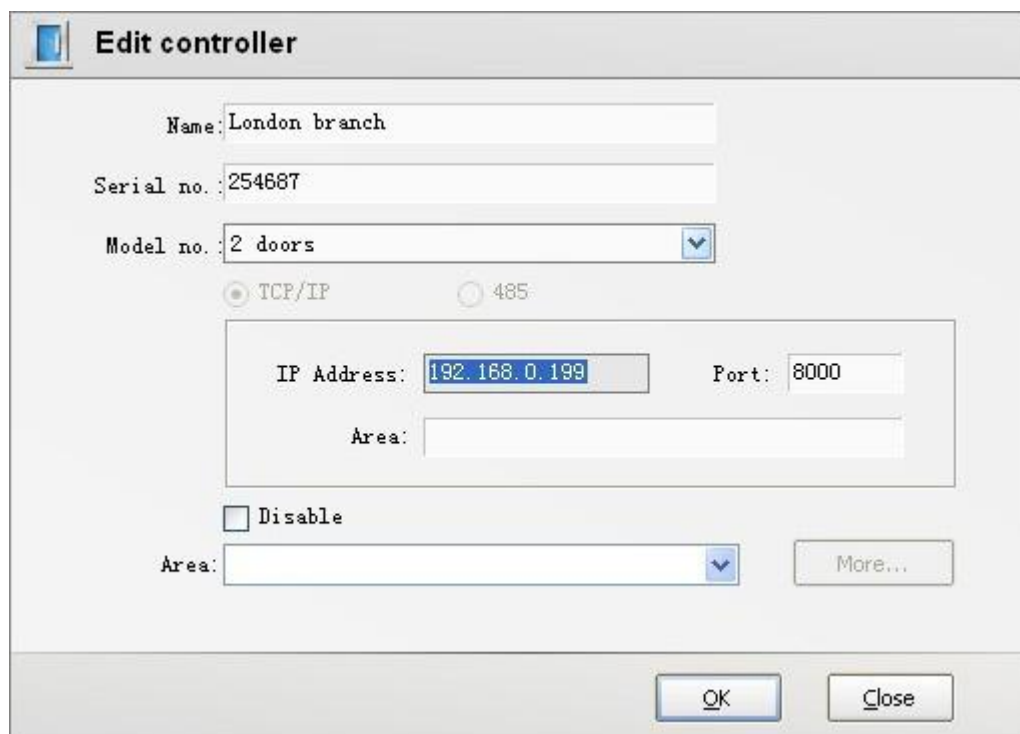 Edit controller
Name: London branch
Serial no.: 254687
Model no.: 2 doors
TCP/IP 485
IP Address: 192.168.0.199 Port: 8000
Area:
Disable
Area: More...
OK Close